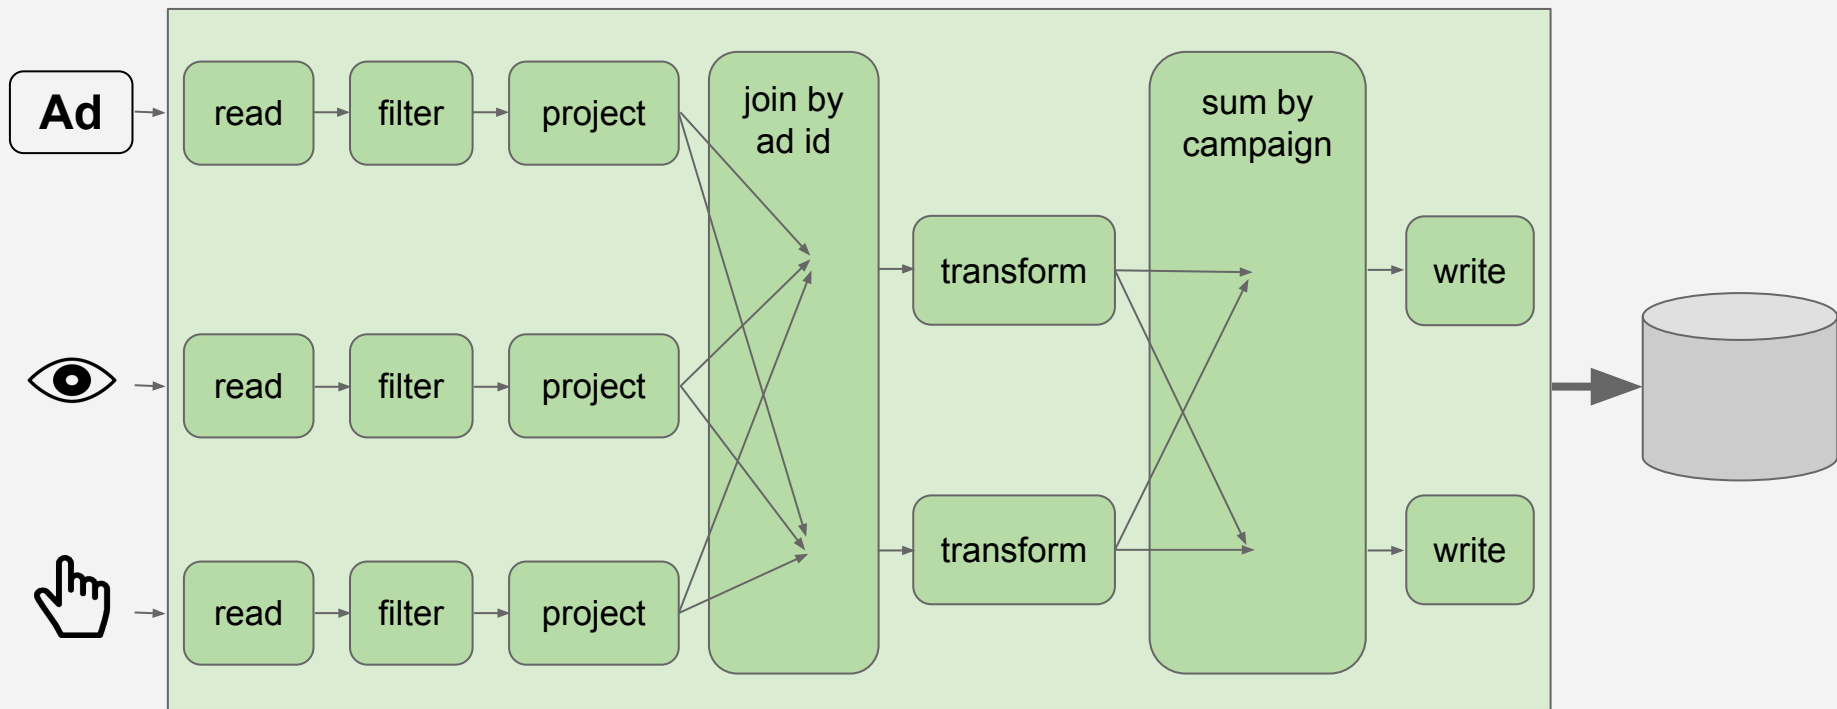 Ad
read
filter
project
join by
ad id
sum by
campaign
transform
write
read
filter
project
transform
write
read
filter
project